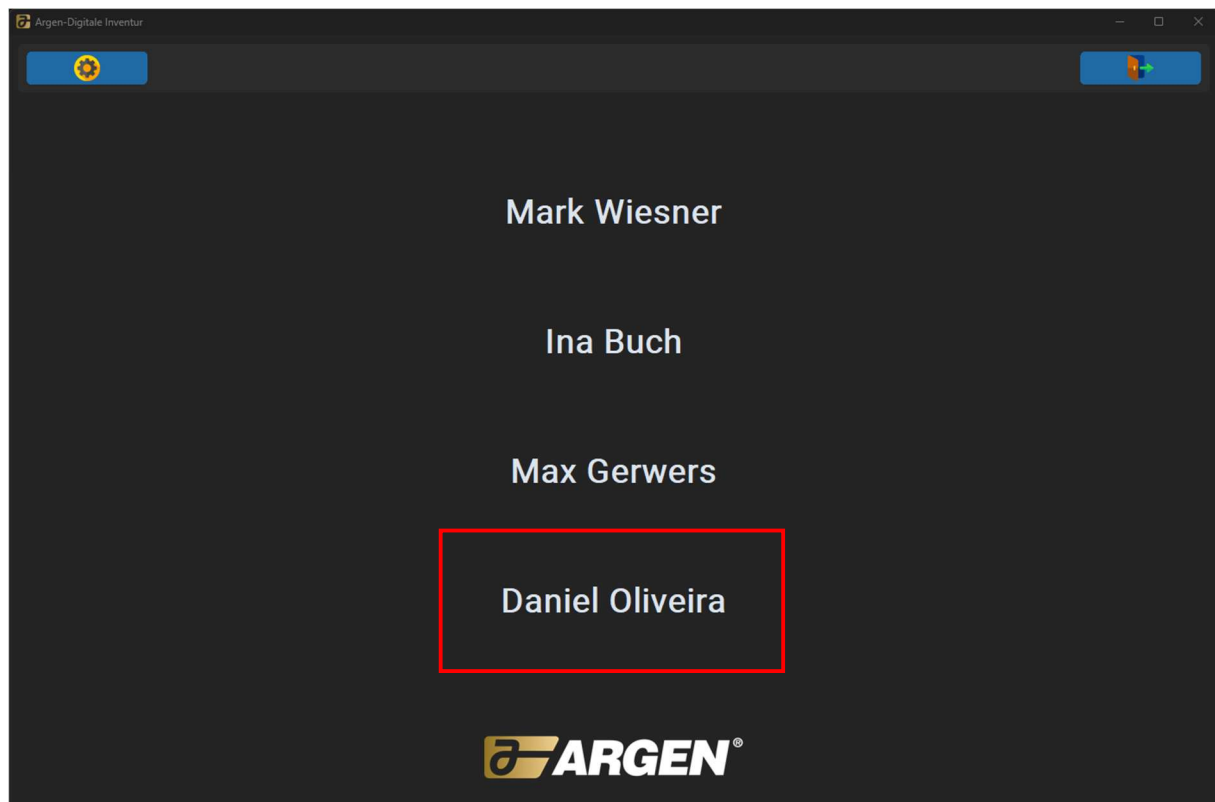 Argen-Digitale Inventur
Mark Wiesner
Ina Buch
Max Gerwers
Daniel Oliveira
ARGEN®